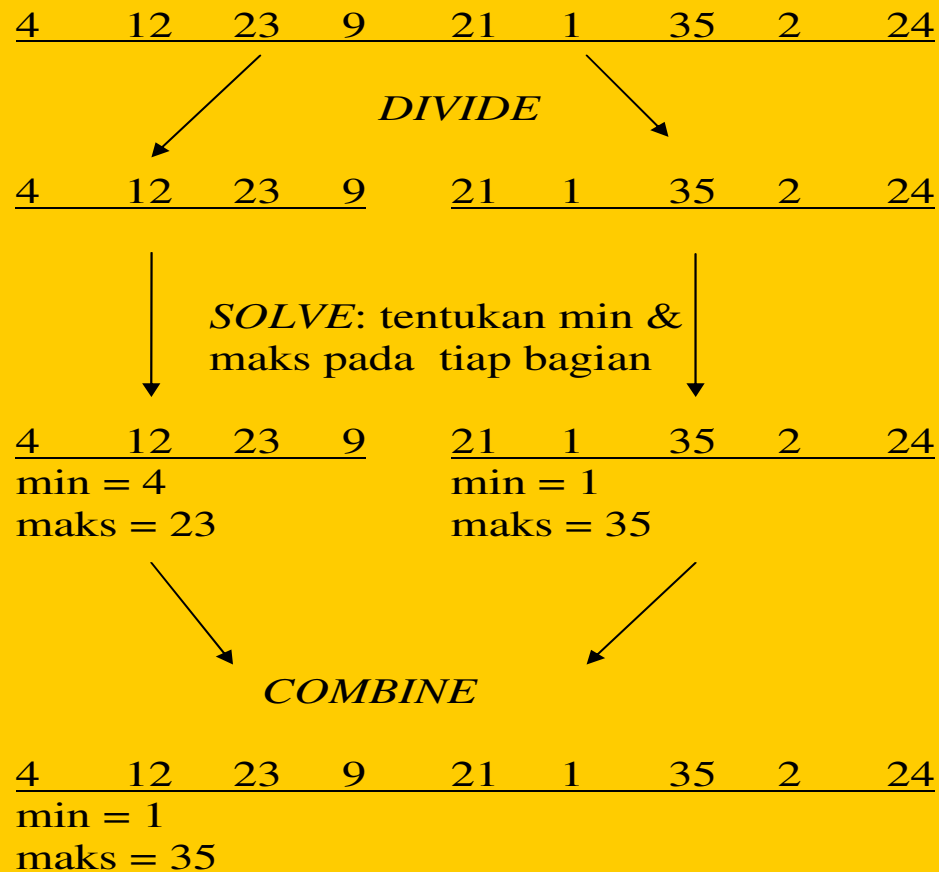 4 12 23 9 21 1 35 2 24
DIVIDE
4 12 23 9 21 1 35 2 24
SOLVE: tentukan min &
maks pada tiap bagian
4 12 23 9 21 1 35 2 24
min = 4 min = 1
maks = 23 maks = 35
COMBINE
4 12 23 9 21 1 35 2 24
min = 1
maks = 35